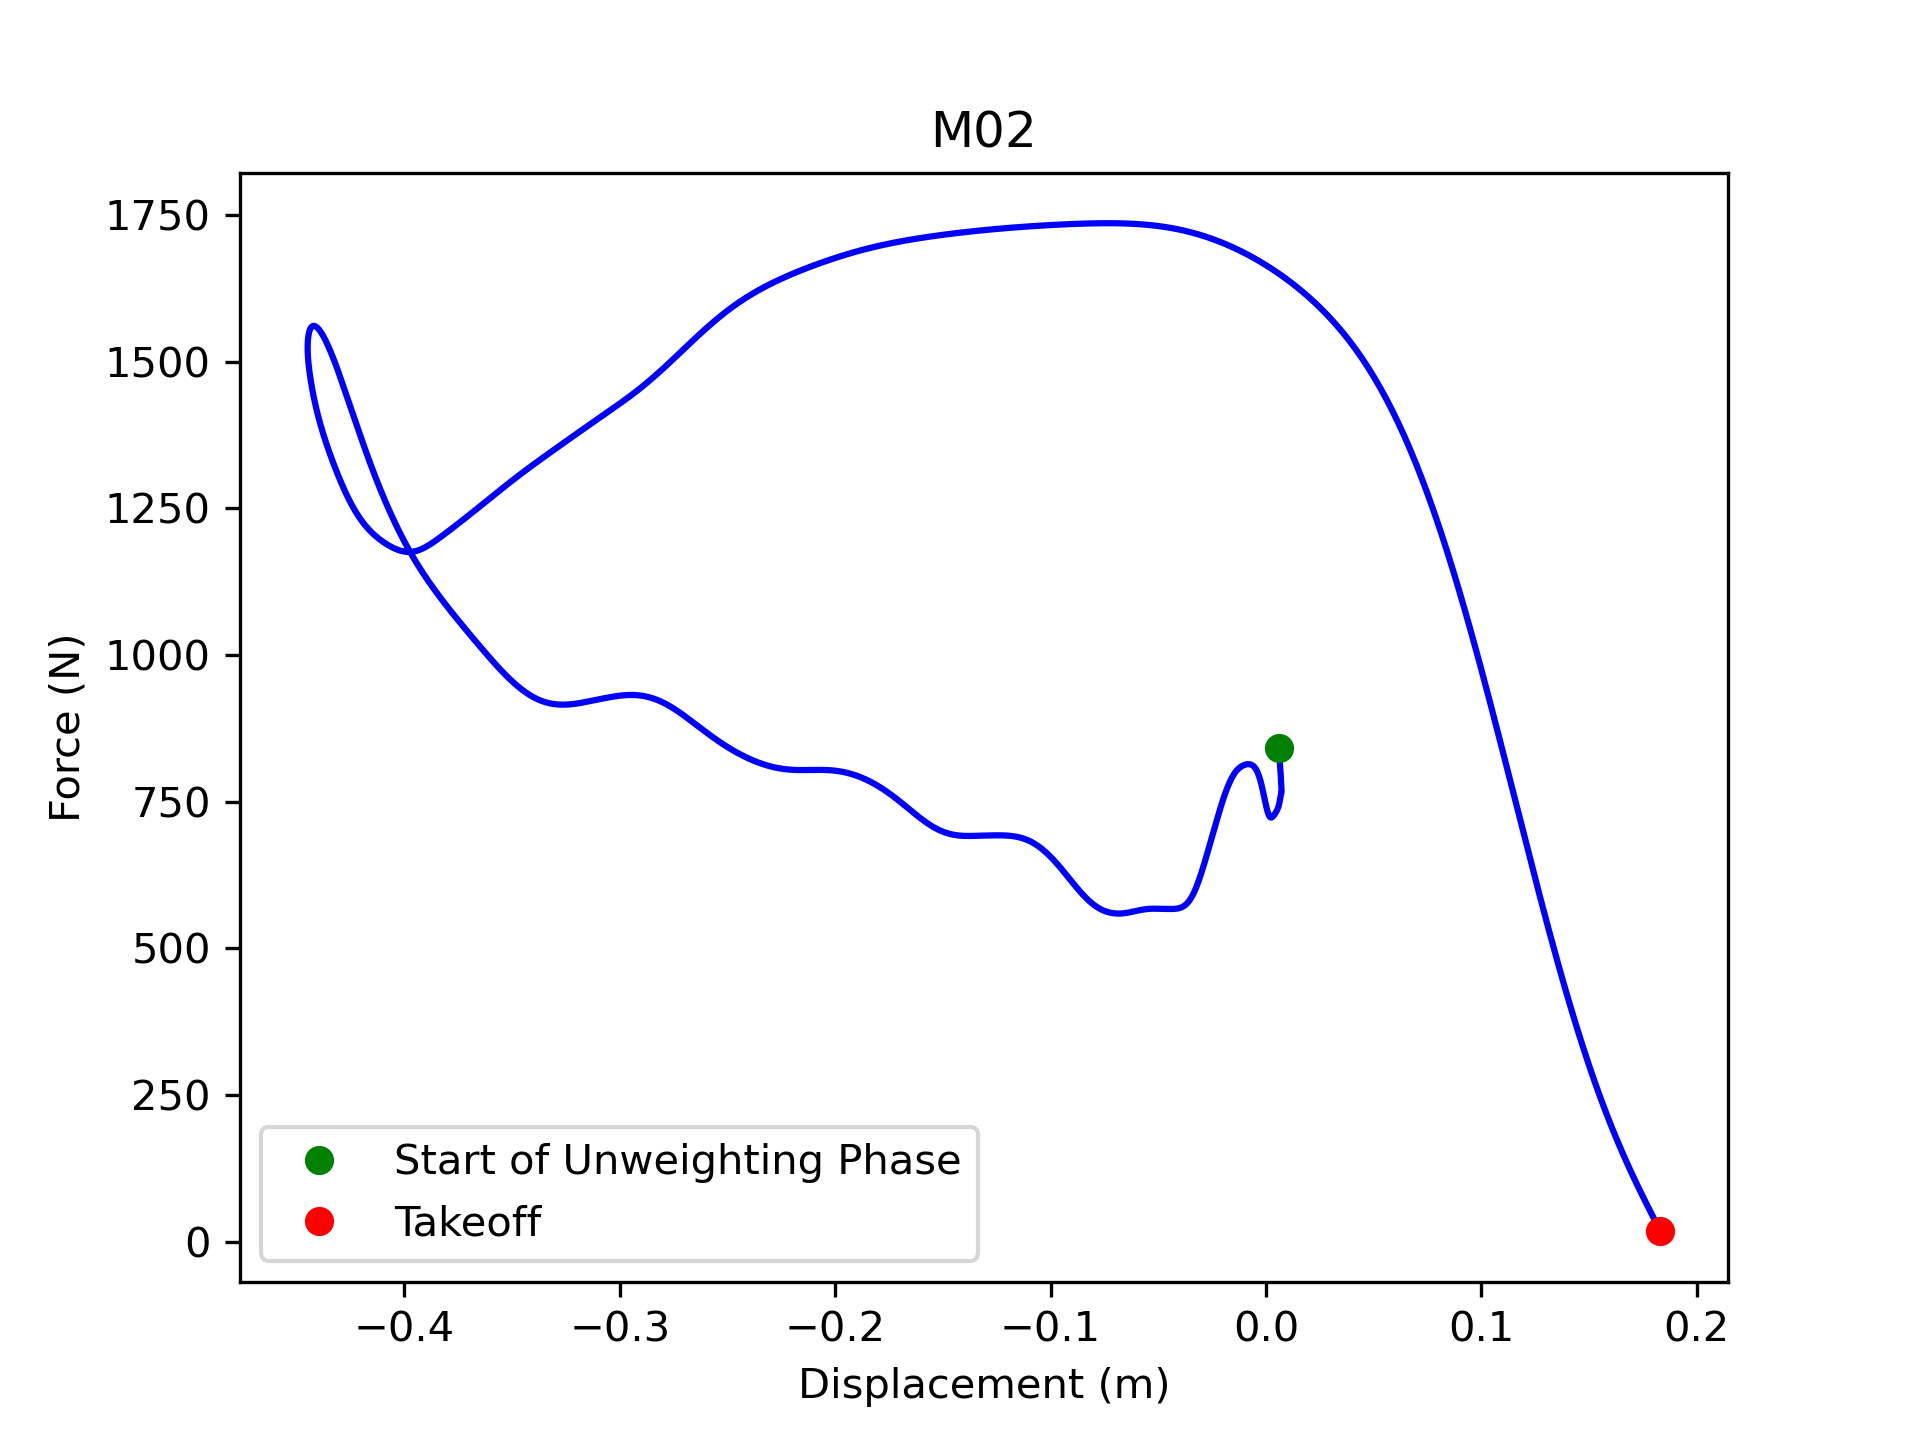 M02
1750
1500
1250
1000
750
500
250
0
Force (N)
−0.4 −0.3 −0.2 −0.1 0.0 0.1 0.2
Displacement (m)
Start of Unweighting Phase
Takeoff